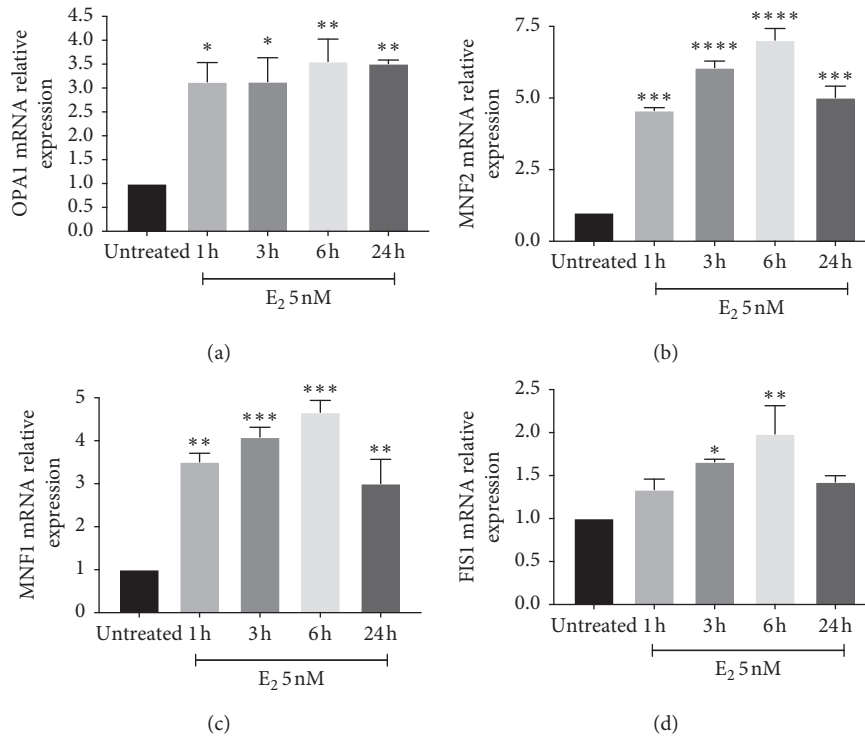 OPA1 mRNA relative
expression
4.5
4.0
3.5
3.0
2.5
2.0
1.5
1.0
0.5
0.0
* * ** **
Untreated 1 h 3 h 6 h 24 h
E2 5 nM
(a)
MNF2 mRNA relative
expression
7.5
5.0
2.5
0.0
*** **** **** ***
Untreated 1 h 3 h 6 h 24 h
E2 5 nM
(b)
MNF1 mRNA relative
expression
5
4
3
2
1
0
** *** *** **
Untreated 1 h 3 h 6 h 24 h
E2 5 nM
(c)
FIS1 mRNA relative
expression
2.5
2.0
1.5
1.0
0.5
0.0
* **
Untreated 1 h 3 h 6 h 24 h
E2 5 nM
(d)